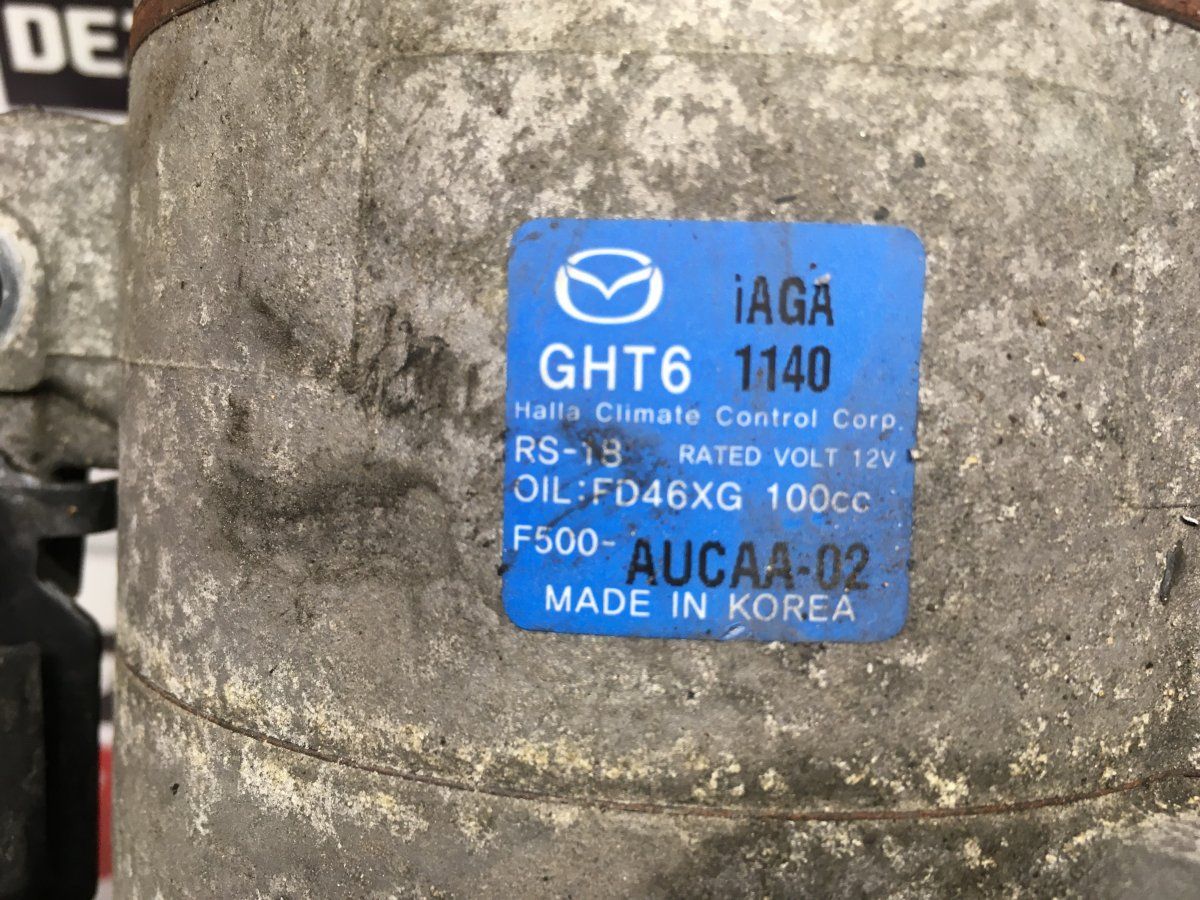 DE
iAGA
GHT6 1140
Halla Climate Control Corp.
RS-18 RATED VOLT 12V
OIL:FD46XG 100cc
F500-AUCAA-02
MADE IN KOREA